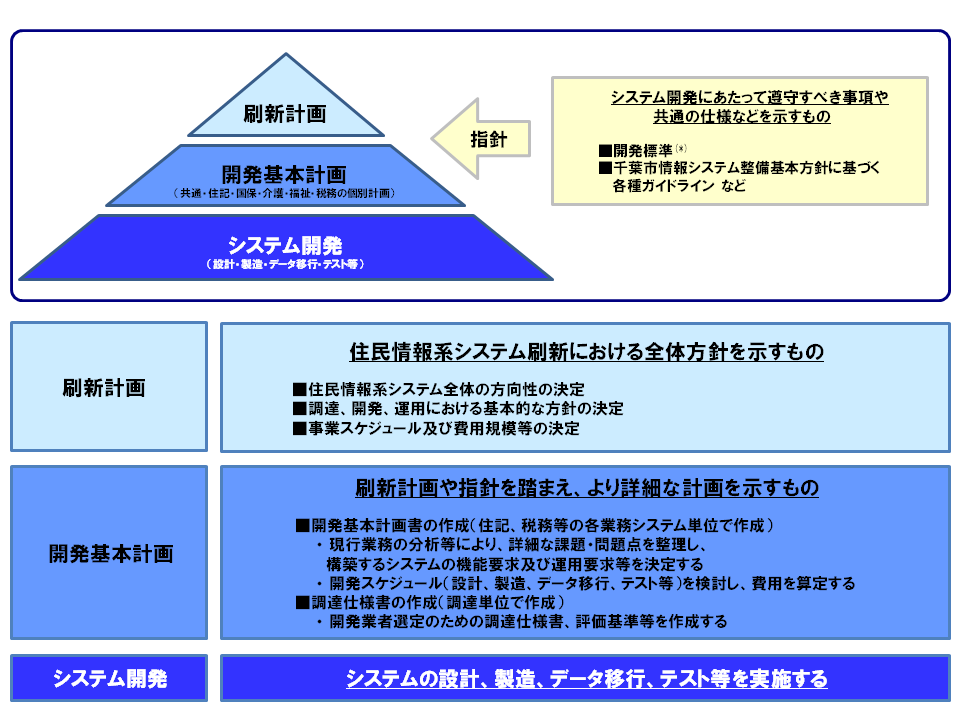 刷新計画
開発基本計画
（共通・住記・国保・介護・福祉・税務の個別計画）
システム開発
（設計・製造・データ移行・テスト等）
指針
システム開発にあたって遵守すべき事項や
共通の仕様などを示すもの
■開発標準(*)
■千葉市情報システム整備基本方針に基づく
各種ガイドライン など
刷新計画
住民情報系システム刷新における全体方針を示すもの
■住民情報系システム全体の方向性の決定
■調達、開発、運用における基本的な方針の決定
■事業スケジュール及び費用規模等の決定
開発基本計画
刷新計画や指針を踏まえ、より詳細な計画を示すもの
■開発基本計画書の作成（住記、税務等の各業務システム単位で作成）
・現行業務の分析等により、詳細な課題・問題点を整理し、
構築するシステムの機能要求及び運用要求等を決定する
・開発スケジュール（設計、製造、データ移行、テスト等）を検討し、費用を算定する
■調達仕様書の作成（調達単位で作成）
・開発業者選定のための調達仕様書、評価基準等を作成する
システム開発
システムの設計、製造、データ移行、テスト等を実施する